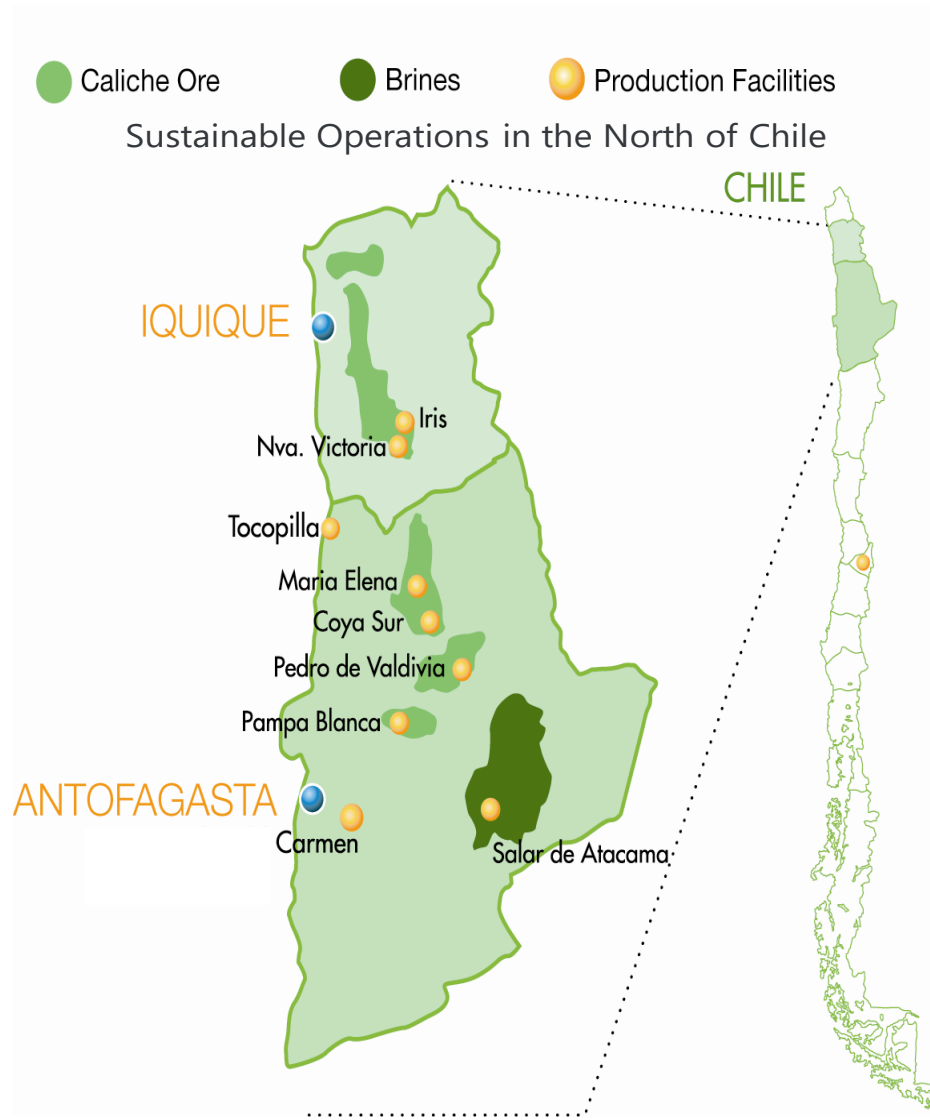 Caliche Ore
Brines
Production Facilities
Sustainable Operations in the North of Chile
CHILE
IQUIQUE
Iris
Nva. Victoria
Tocopilla
Maria Elena
Coya Sur
Pedro de Valdivia
Pampa Blanca
ANTOFAGASTA
Carmen
Salar de Atacama